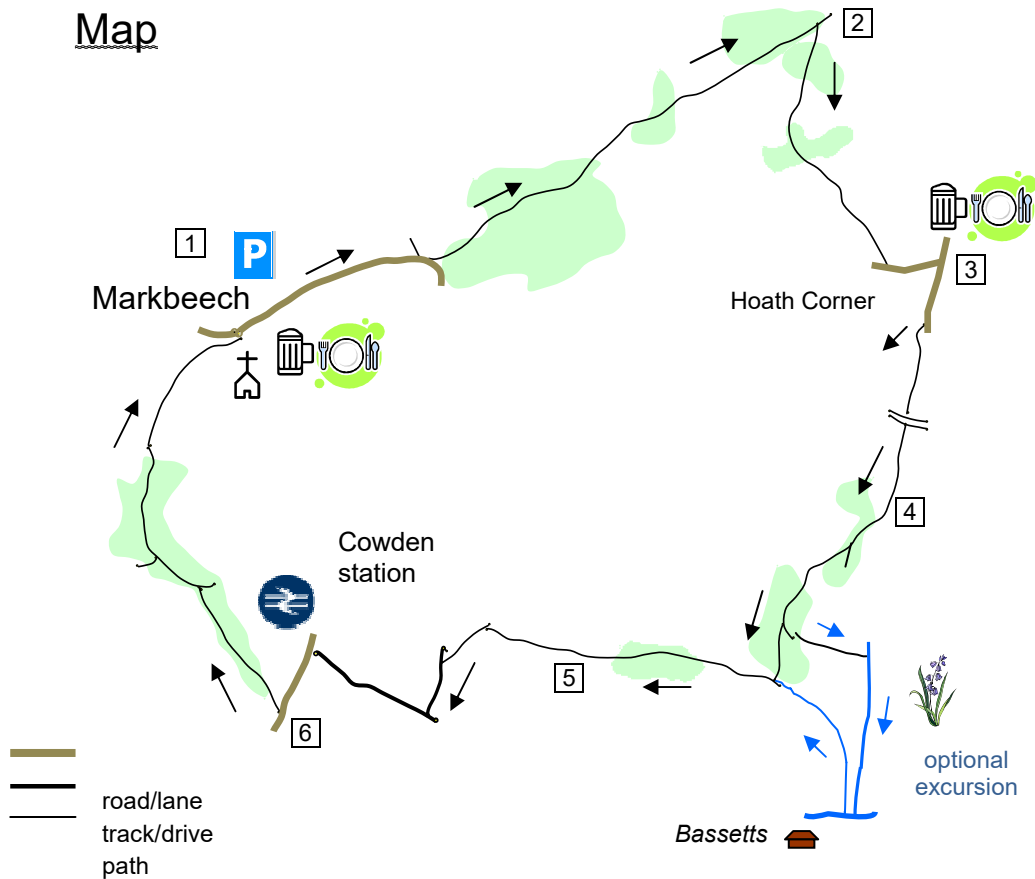 Map
2
1
P
3
Markbeech
Hoath Corner
4
Cowden
station
5
6
optional
excursion
road/lane
track/drive
path
Bassetts